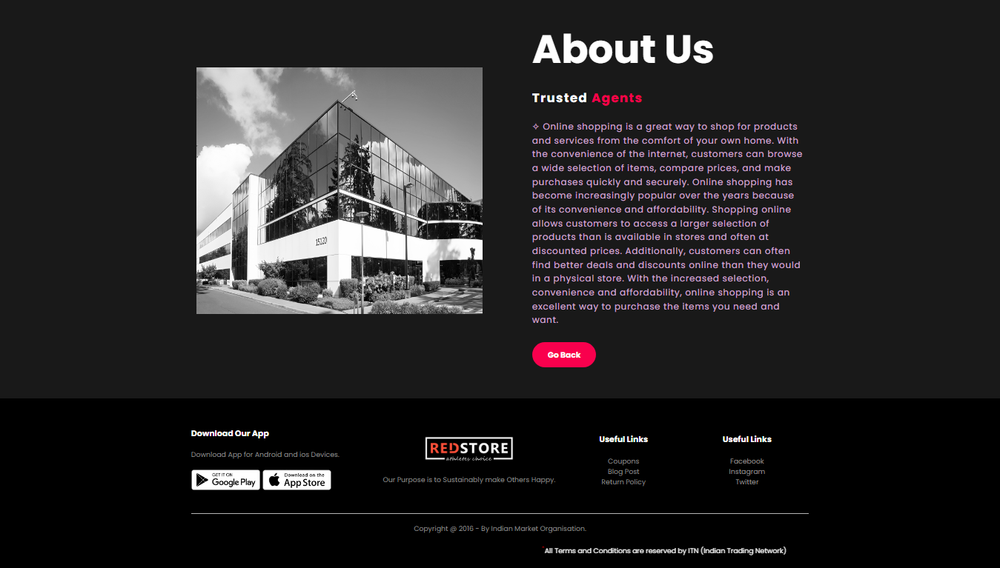 About Us
Trusted Agents
✧ Online shopping is a great way to shop for products
and services from the comfort of your own home. With
the convenience of the internet, customers can browse
a wide selection of items, compare prices, and make
purchases quickly and securely. Online shopping has
become increasingly popular over the years because
of its convenience and affordability. Shopping online
allows customers to access a larger selection of
products than is available in stores and often at
discounted prices. Additionally, customers can often
find better deals and discounts online than they would
in a physical store. With the increased selection,
convenience and affordability, online shopping is an
excellent way to purchase the items you need and
want.
Go Back
15120
Download Our App
Download App for Android and ios Devices.
GET IT ON
Google Play
Download on the
App Store
REDSTORE
athletes choice
Our Purpose is to Sustainably make Others Happy.
Useful Links
Coupons
Blog Post
Return Policy
Useful Links
Facebook
Instagram
Twitter
Copyright @ 2016 - By Indian Market Organisation.
*All Terms and Conditions are reserved by ITN (Indian Trading Network)